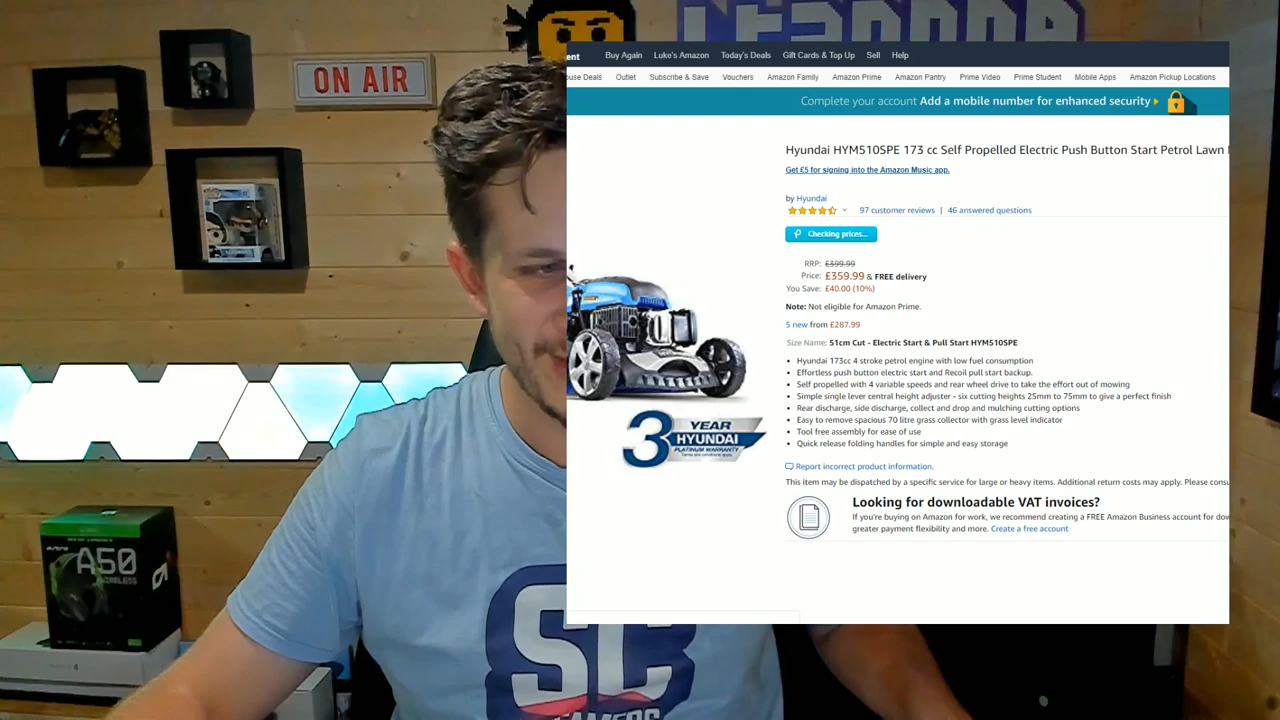 ON AIR
ent Buy Again Luke's Amazon Today's Deals Gift Cards & Top Up Sell Help
ouse Deals Outlet Subscribe & Save Vouchers Amazon Family Amazon Prime Amazon Pantry Prime Video Prime Student Mobile Apps Amazon Pickup Locations
Complete your account Add a mobile number for enhanced security
Hyundai HYM510SPE 173 cc Self Propelled Electric Push Button Start Petrol Lawn
Get £5 for signing into the Amazon Music app.
by Hyundai
97 customer reviews | 46 answered questions
Checking prices...
RRP: £399.99
Price: £359.99 & FREE delivery
You Save: £40.00 (10%)
Note: Not eligible for Amazon Prime.
5 new from £287.99
Size Name: 51cm Cut - Electric Start & Pull Start HYM510SPE
Hyundai 173cc 4 stroke petrol engine with low fuel consumption
Effortless push button electric start and Recoil pull start backup.
Self propelled with 4 variable speeds and rear wheel drive to take the effort out of mowing
Simple single lever central height adjuster - six cutting heights 25mm to 75mm to give a perfect finish
Rear discharge, side discharge, collect and drop and mulching cutting options
Easy to remove spacious 70 litre grass collector with grass level indicator
Tool free assembly for ease of use
Quick release folding handles for simple and easy storage
3 YEAR
HYUNDAI
PLATINUM WARRANTY
Report incorrect product information.
This item may be dispatched by a specific service for large or heavy items. Additional return costs may apply. Please consu
Looking for downloadable VAT invoices?
If you're buying on Amazon for work, we recommend creating a FREE Amazon Business account for dow
greater payment flexibility and more. Create a free account
A50
WIRELESS
4
SC
GAMERS